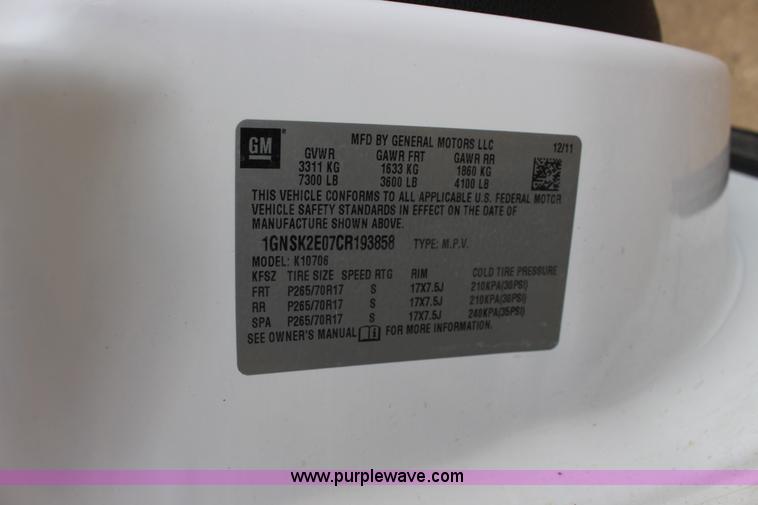 GM
MFD BY GENERAL MOTORS LLC
12/11
GVWR GAWR FRT GAWR RR
3311 KG 1633 KG 1860 KG
7300 LB 3600 LB 4100 LB
THIS VEHICLE CONFORMS TO ALL APPLICABLE U.S. FEDERAL MOTOR
VEHICLE SAFETY STANDARDS IN EFFECT ON THE DATE OF
MANUFACTURE SHOWN ABOVE.
1GNSK2E07CR193858 TYPE: M.P.V.
MODEL: K10706
KFSZ TIRE SIZE SPEED RTG RIM COLD TIRE PRESSURE
FRT P265/70R17 S 17X7.5J 210KPA(30PSI)
RR P265/70R17 S 17X7.5J 210KPA(30PSI)
SPA P265/70R17 S 17X7.5J 240KPA(35PSI)
SEE OWNER'S MANUAL FOR MORE INFORMATION.
www.purplewave.com